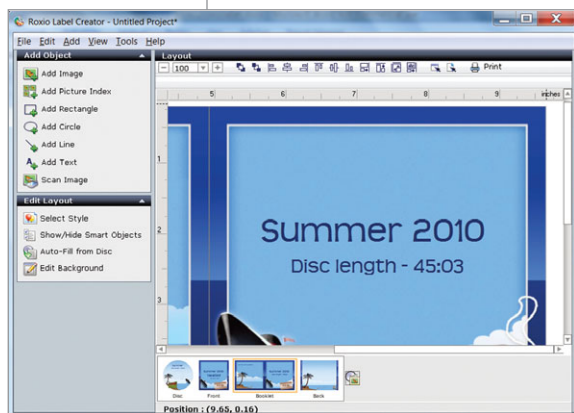 Roxio Label Creator - Untitled Project*
File Edit Add View Tools Help
Add Object
Add Image
Add Picture Index
Add Rectangle
Add Circle
Add Line
Add Text
Scan Image
Edit Layout
Select Style
Show/Hide Smart Objects
Auto-Fill from Disc
Edit Background
Layout
100
Print
5 6 7 8 9 inches
1
2
3
Summer 2010
Disc length - 45:03
Disc Front Booklet Back
Position : (9.65, 0.16)